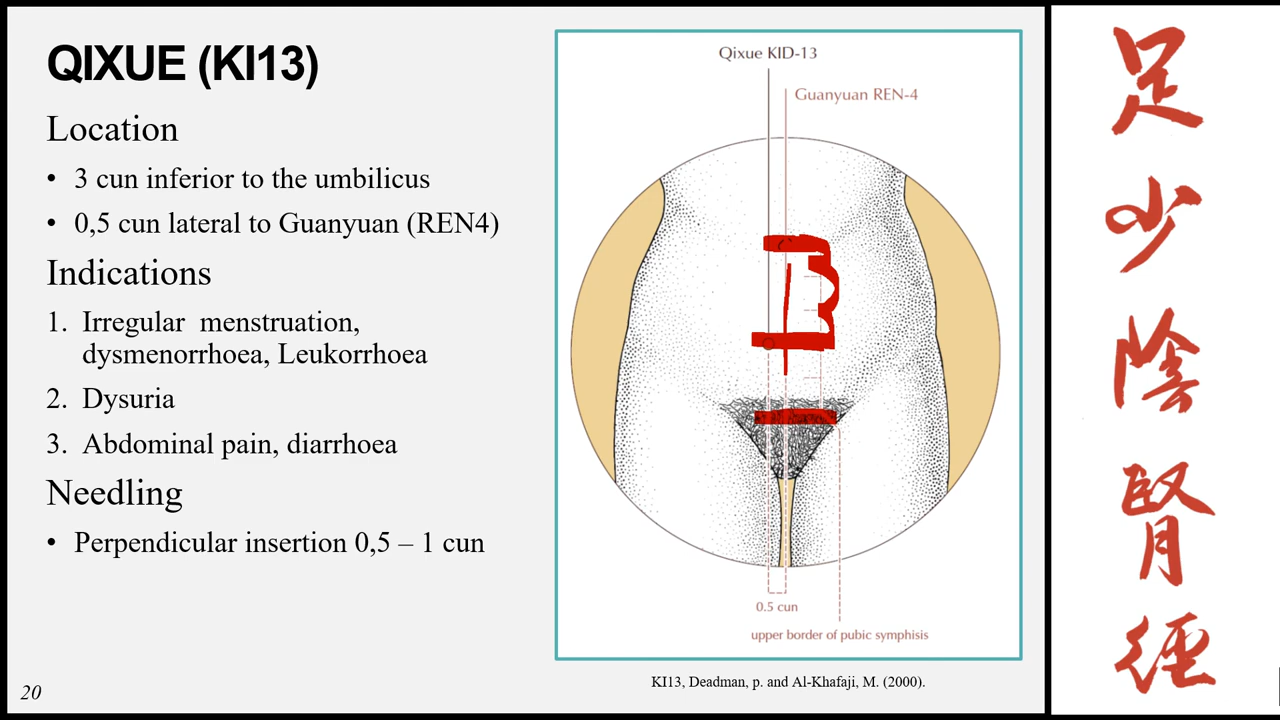 QIXUE (KI13)
Location
• 3 cun inferior to the umbilicus
• 0,5 cun lateral to Guanyuan (REN4)
Indications
1. Irregular menstruation,
dysmenorrhoea, Leukorrhoea
2. Dysuria
3. Abdominal pain, diarrhoea
Needling
• Perpendicular insertion 0,5 – 1 cun
20
Qixue KID-13
Guanyuan REN-4
3
0.5 cun
upper border of pubic symphisis
KI13, Deadman, p. and Al-Khafaji, M. (2000).
足
少
陰
腎
經